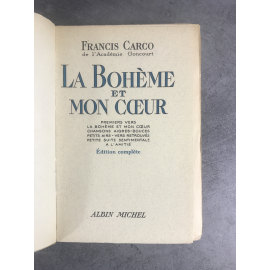 FRANCIS CARCO
de l'Académie Goncourt
LA BOHÈME
ET
MON CŒUR
PREMIERS VERS
LA BOHÈME ET MON CŒUR
CHANSONS AIGRES-DOUCES
PETITS AIRS - VERS RETROUVÉS
PETITE SUITE SENTIMENTALE
A L'AMITIÉ
Édition complète
ALBIN MICHEL